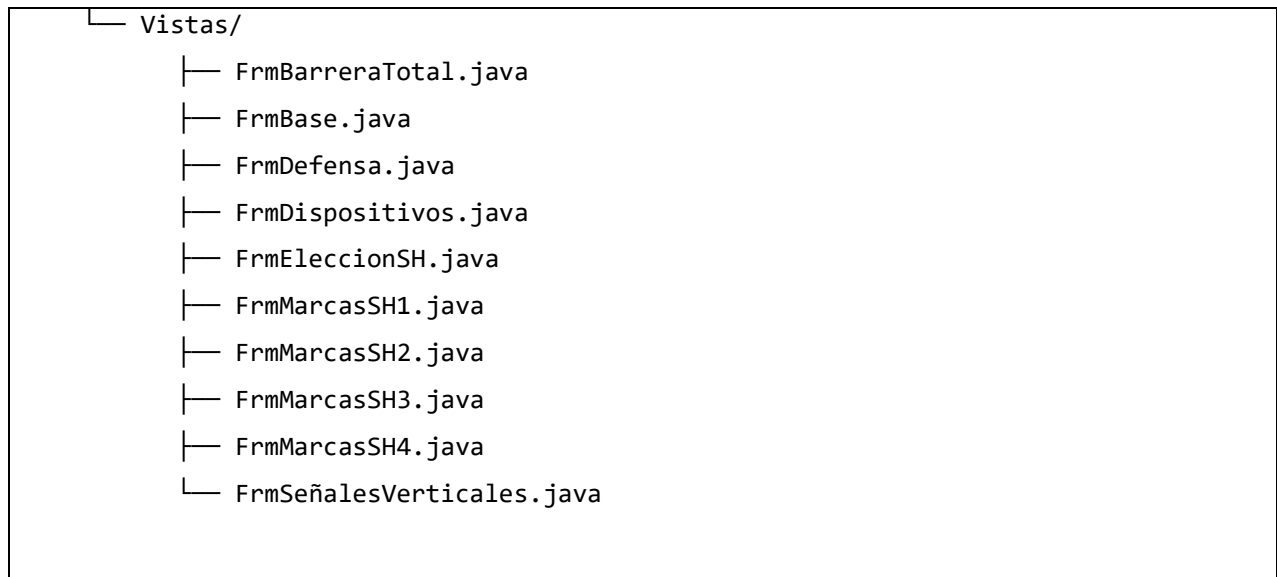 └── Vistas/
    ├── FrmBarreraTotal.java
    ├── FrmBase.java
    ├── FrmDefensa.java
    ├── FrmDispositivos.java
    ├── FrmEleccionSH.java
    ├── FrmMarcasSH1.java
    ├── FrmMarcasSH2.java
    ├── FrmMarcasSH3.java
    ├── FrmMarcasSH4.java
    └── FrmSeñalesVerticales.java